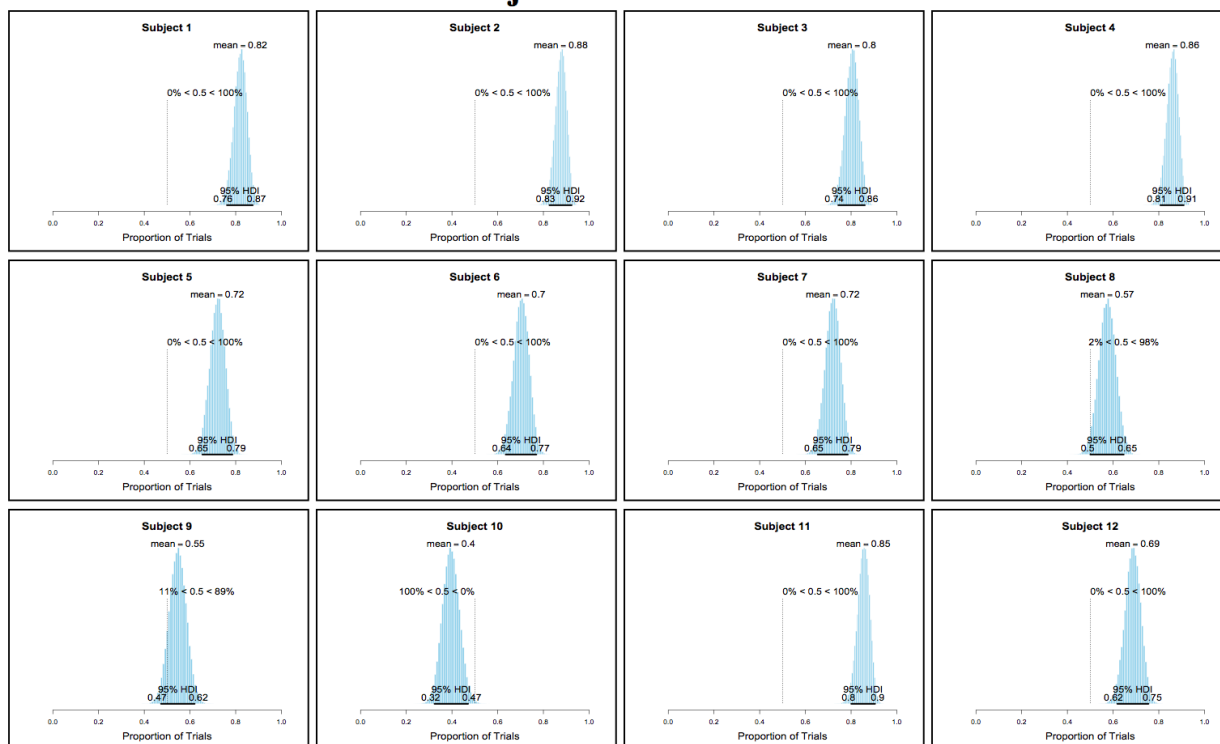 Subject 1
mean = 0.82
0% < 0.5 < 100%
95% HDI
0.76 0.87
0.0 0.2 0.4 0.6 0.8 1.0
Proportion of Trials
Subject 2
mean = 0.88
0% < 0.5 < 100%
95% HDI
0.83 0.92
0.0 0.2 0.4 0.6 0.8 1.0
Proportion of Trials
Subject 3
mean = 0.8
0% < 0.5 < 100%
95% HDI
0.74 0.86
0.0 0.2 0.4 0.6 0.8 1.0
Proportion of Trials
Subject 4
mean = 0.86
0% < 0.5 < 100%
95% HDI
0.81 0.91
0.0 0.2 0.4 0.6 0.8 1.0
Proportion of Trials
Subject 5
mean = 0.72
0% < 0.5 < 100%
95% HDI
0.65 0.79
0.0 0.2 0.4 0.6 0.8 1.0
Proportion of Trials
Subject 6
mean = 0.7
0% < 0.5 < 100%
95% HDI
0.64 0.77
0.0 0.2 0.4 0.6 0.8 1.0
Proportion of Trials
Subject 7
mean = 0.72
0% < 0.5 < 100%
95% HDI
0.65 0.79
0.0 0.2 0.4 0.6 0.8 1.0
Proportion of Trials
Subject 8
mean = 0.57
2% < 0.5 < 98%
95% HDI
0.5 0.65
0.0 0.2 0.4 0.6 0.8 1.0
Proportion of Trials
Subject 9
mean = 0.55
11% < 0.5 < 89%
95% HDI
0.47 0.62
0.0 0.2 0.4 0.6 0.8 1.0
Proportion of Trials
Subject 10
mean = 0.4
100% < 0.5 < 0%
95% HDI
0.32 0.47
0.0 0.2 0.4 0.6 0.8 1.0
Proportion of Trials
Subject 11
mean = 0.85
0% < 0.5 < 100%
95% HDI
0.8 0.9
0.0 0.2 0.4 0.6 0.8 1.0
Proportion of Trials
Subject 12
mean = 0.69
0% < 0.5 < 100%
95% HDI
0.62 0.75
0.0 0.2 0.4 0.6 0.8 1.0
Proportion of Trials